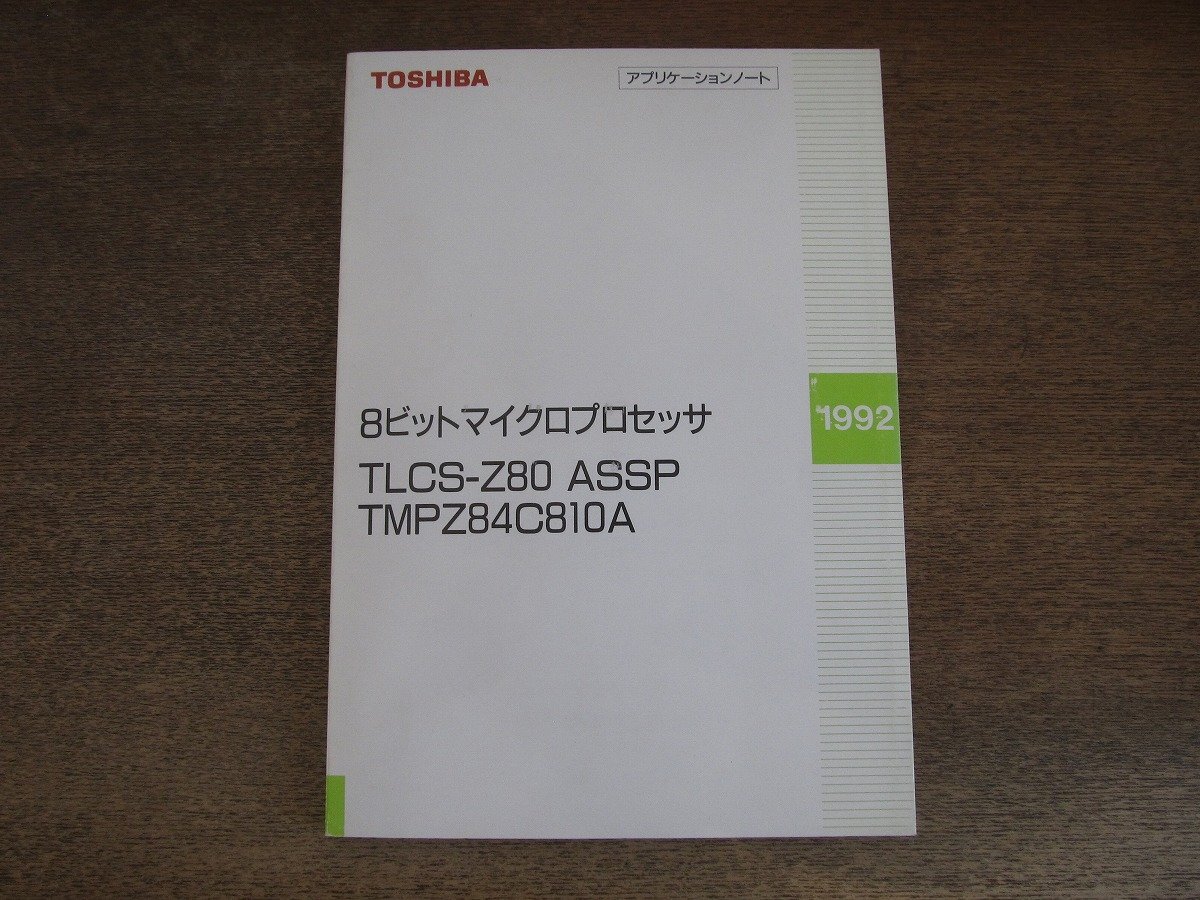 TOSHIBA
アプリケーションノート
8ビットマイクロプロセッサ
TLCS-Z80 ASSP
TMPZ84C810A
1992